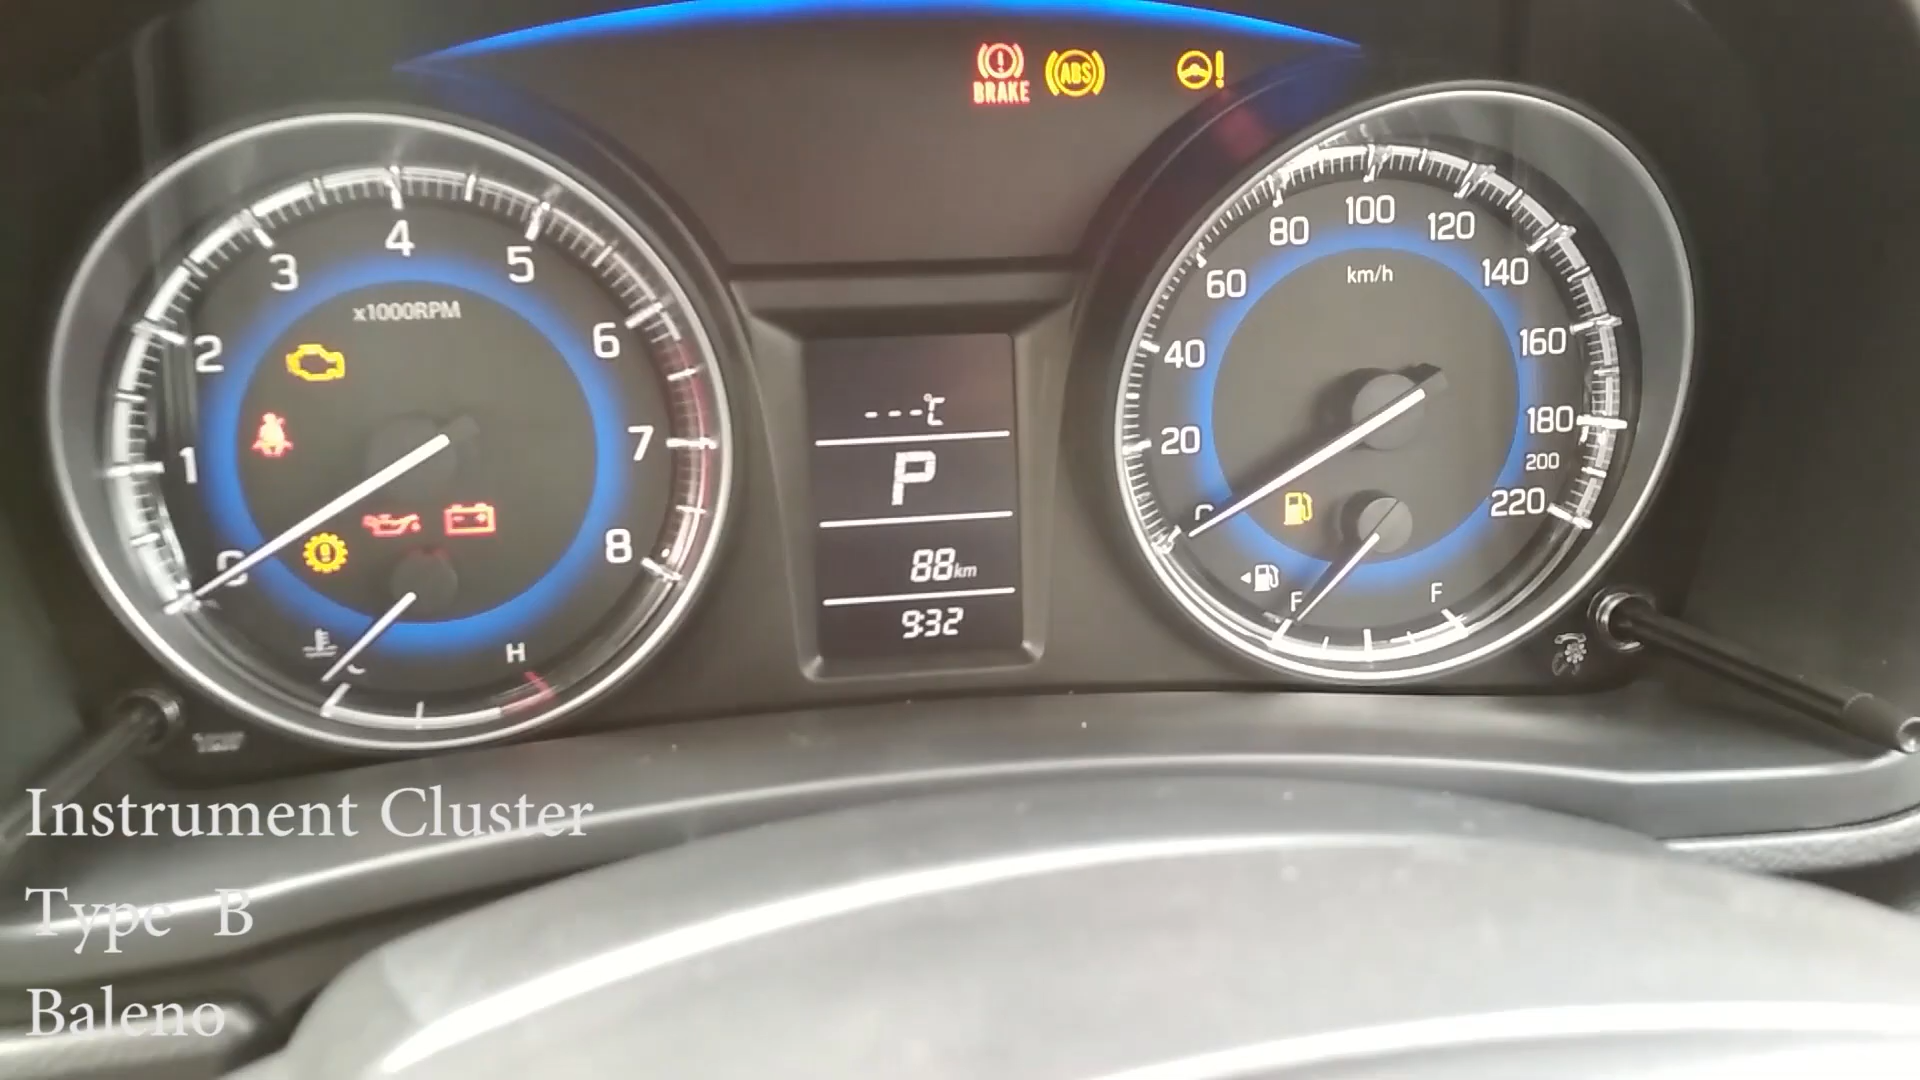 BRAKE
ABS
!
x1000RPM
0
1
2
3
4
5
6
7
8
H
---℃
P
88km
9:32
km/h
20
40
60
80
100
120
140
160
180
200
220
F
Instrument Cluster
Type B
Baleno